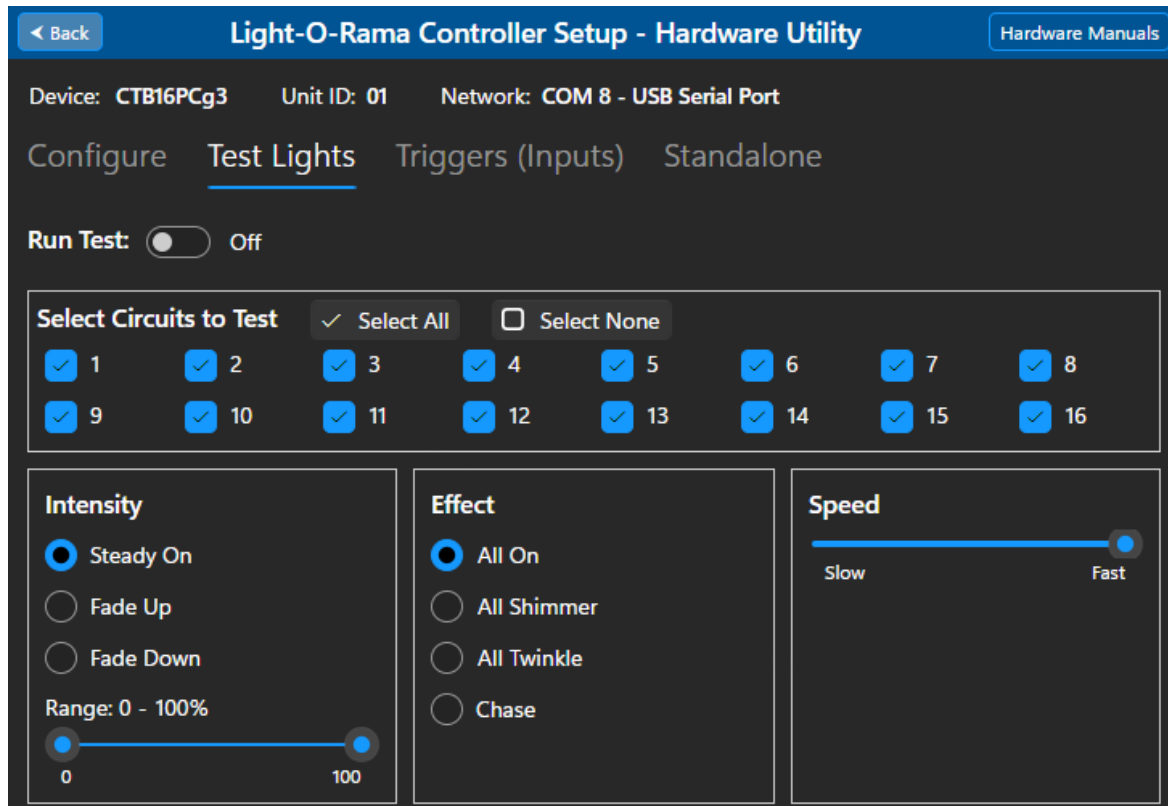 Back Light-O-Rama Controller Setup - Hardware Utility Hardware Manuals
Device: CTB16PCg3 Unit ID: 01 Network: COM 8 - USB Serial Port
Configure Test Lights Triggers (Inputs) Standalone
Run Test: Off
Select Circuits to Test Select All Select None
1 2 3 4 5 6 7 8
9 10 11 12 13 14 15 16
Intensity
Steady On
Fade Up
Fade Down
Range: 0 - 100%
0 100
Effect
All On
All Shimmer
All Twinkle
Chase
Speed
Slow Fast